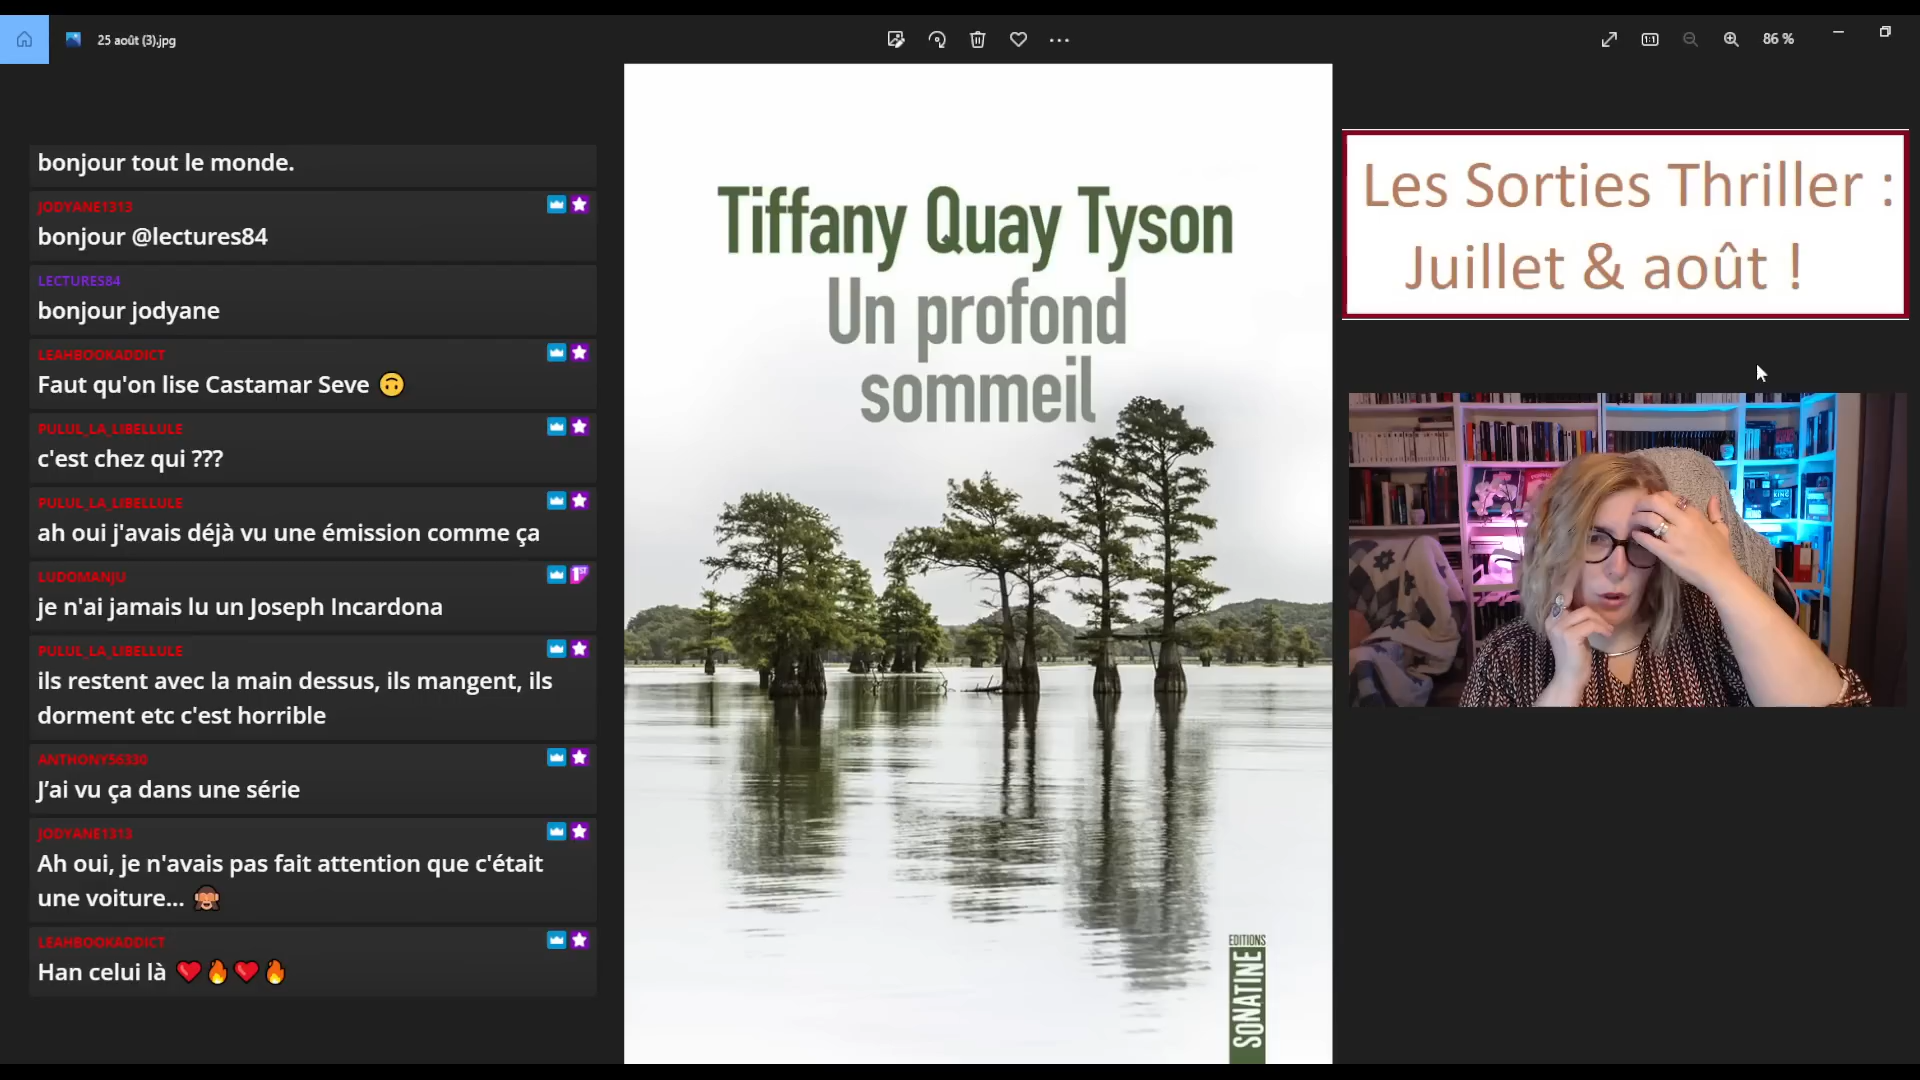 25 août (3).jpg
86 %
bonjour tout le monde.
JODYANE1313
bonjour @lectures84
LECTURES84
bonjour jodyane
LEAHBOOKADDICT
Faut qu'on lise Castamar Seve 🙃
PULUL_LA_LIBELLULE
c'est chez qui ???
PULUL_LA_LIBELLULE
ah oui j'avais déjà vu une émission comme ça
LUDOMANJU
1ST
je n'ai jamais lu un Joseph Incardona
PULUL_LA_LIBELLULE
ils restent avec la main dessus, ils mangent, ils
dorment etc c'est horrible
ANTHONY56330
J'ai vu ça dans une série
JODYANE1313
Ah oui, je n'avais pas fait attention que c'était
une voiture... 🙈
LEAHBOOKADDICT
Han celui là ❤️🔥❤️🔥
Tiffany Quay Tyson
Un profond
sommeil
EDITIONS
SONATINE
Les Sorties Thriller :
Juillet & août !
KING